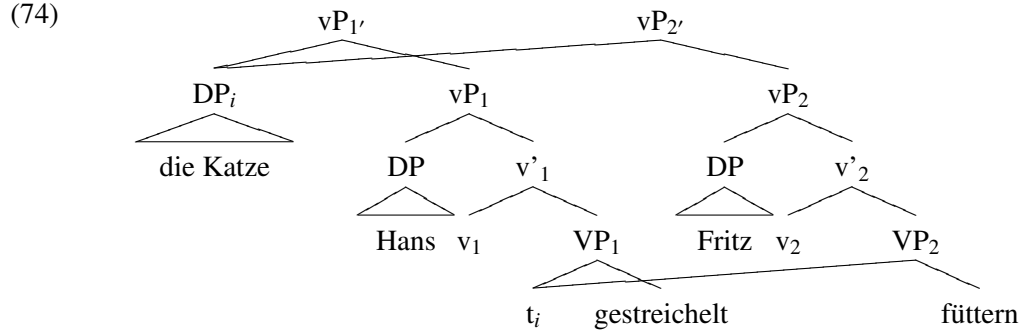 (74)
vP1′ vP2′
DPi vP1 vP2
die Katze DP v’1 DP v’2
Hans v1 VP1 Fritz v2 VP2
ti gestreichelt füttern